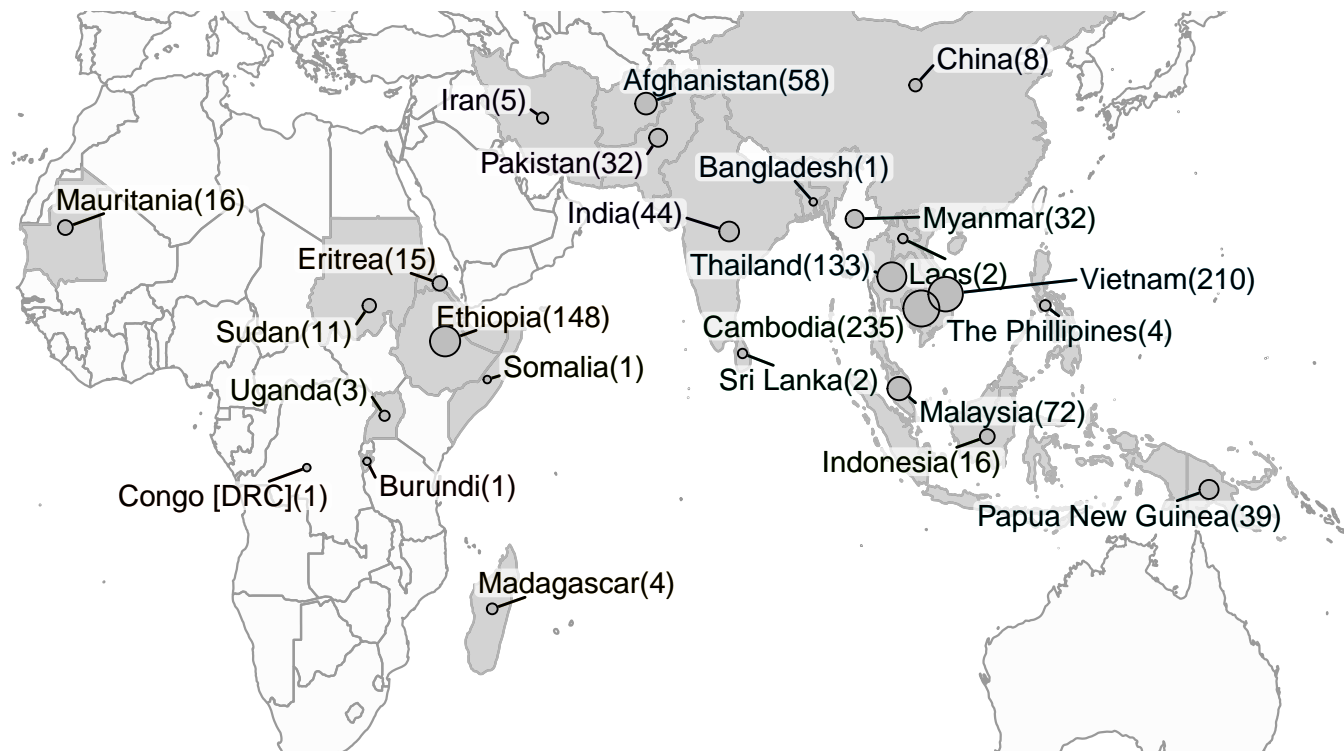 China(8)
Afghanistan(58)
Iran(5)
Pakistan(32)
Bangladesh(1)
Mauritania(16)
India(44)
Myanmar(32)
Eritrea(15)
Thailand(133)
Laos(2)
Vietnam(210)
Ethiopia(148)
Sudan(11)
Cambodia(235)
The Phillipines(4)
Somalia(1)
Sri Lanka(2)
Uganda(3)
Malaysia(72)
Indonesia(16)
Burundi(1)
Congo [DRC](1)
Papua New Guinea(39)
Madagascar(4)